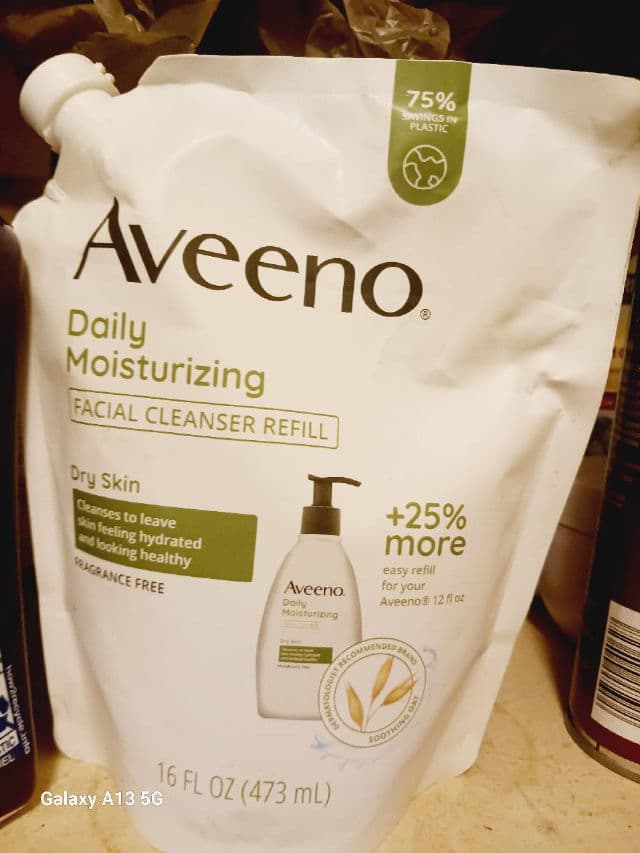 75%
SAVINGS IN
PLASTIC
Aveeno®
Daily
Moisturizing
FACIAL CLEANSER REFILL
Dry Skin
Cleanses to leave
skin feeling hydrated
and looking healthy
FRAGRANCE FREE
+25%
more
easy refill
for your
Aveeno® 12 fl oz
Aveeno
Daily
Moisturizing
Dry Skin
DERMATOLOGIST RECOMMENDED BRAND
SOOTHING OAT
16 FL OZ (473 mL)
Galaxy A13 5G